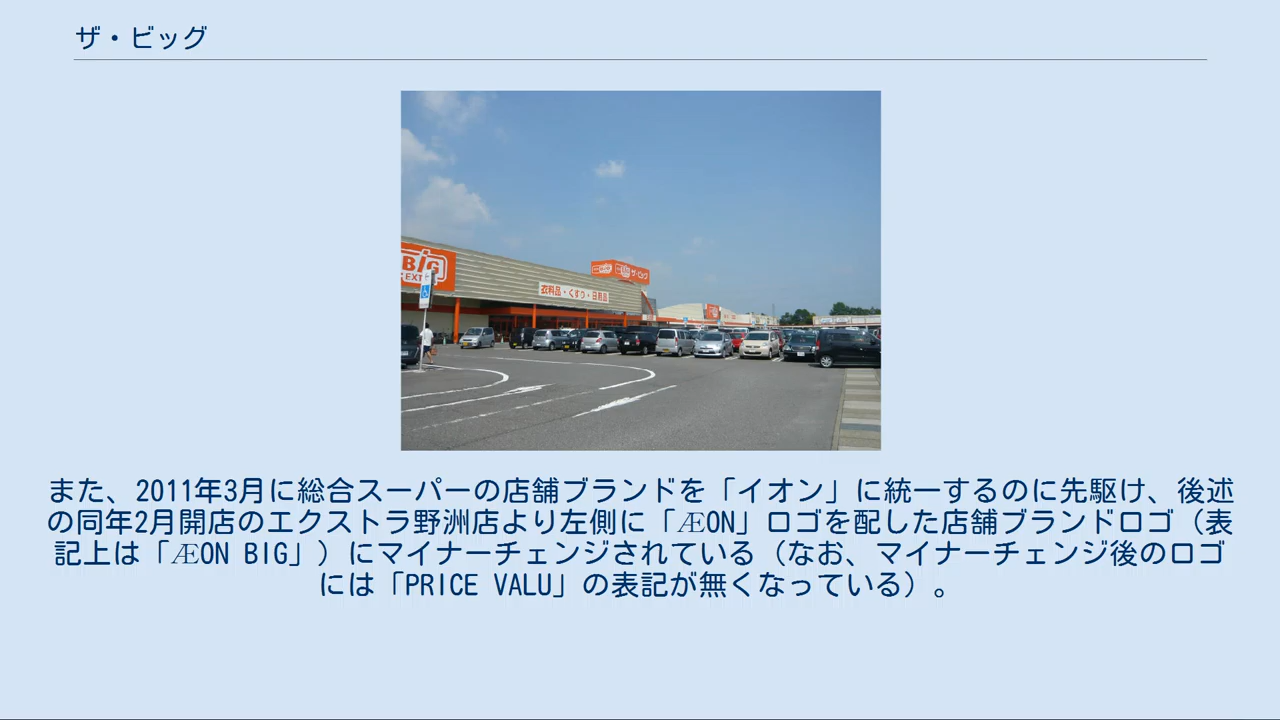 ザ・ビッグ
BiG
EXT
ザ・ビッグ
衣料品・くすり・日用品
また、2011年3月に総合スーパーの店舗ブランドを「イオン」に統一するのに先駆け、後述
の同年2月開店のエクストラ野洲店より左側に「ÆON」ロゴを配した店舗ブランドロゴ（表
記上は「ÆON BIG」）にマイナーチェンジされている（なお、マイナーチェンジ後のロゴ
には「PRICE VALU」の表記が無くなっている）。